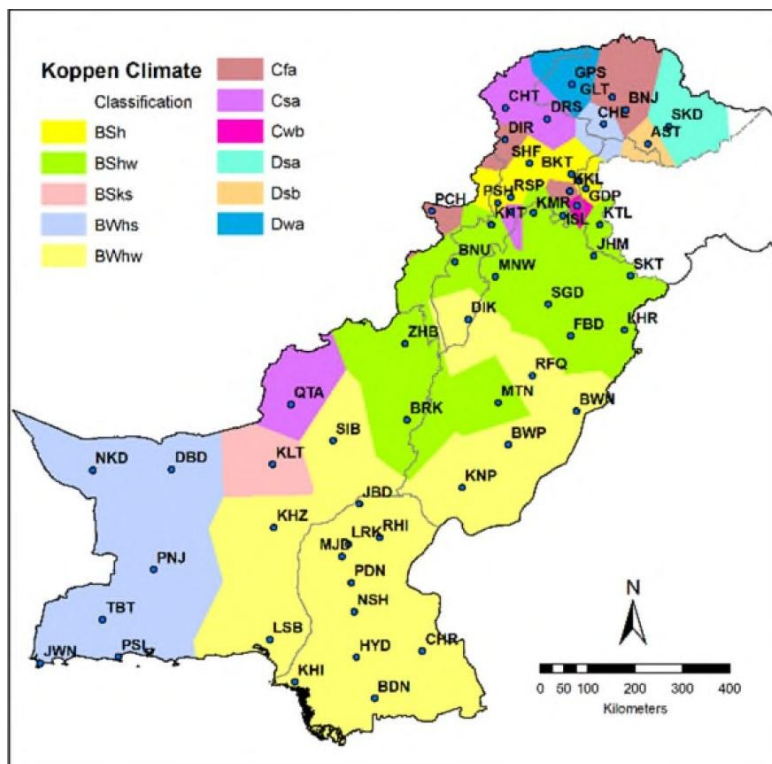 Koppen Climate
Classification
BSh
BShw
BSks
BWhs
BWhw
Cfa
Csa
Cwb
Dsa
Dsb
Dwa
GPS
GLT
CHT
DRS
BNJ
CHL
SKD
DIR
AST
SHF
BKT
KKL
PSH
RSP
GDP
PCH
KMR
KHT
ISL
KTL
BNU
JHM
MNW
SKT
DIK
SGD
ZHB
FBD
LHR
RFQ
QTA
MTN
BWN
BRK
NKD
DBD
SIB
BWP
KLT
KNP
JBD
KHZ
LRK
RHI
MJD
PNJ
PDN
TBT
NSH
LSB
JWN
PSL
HYD
CHR
KHI
BDN
N
0 50 100 200 300 400
Kilometers